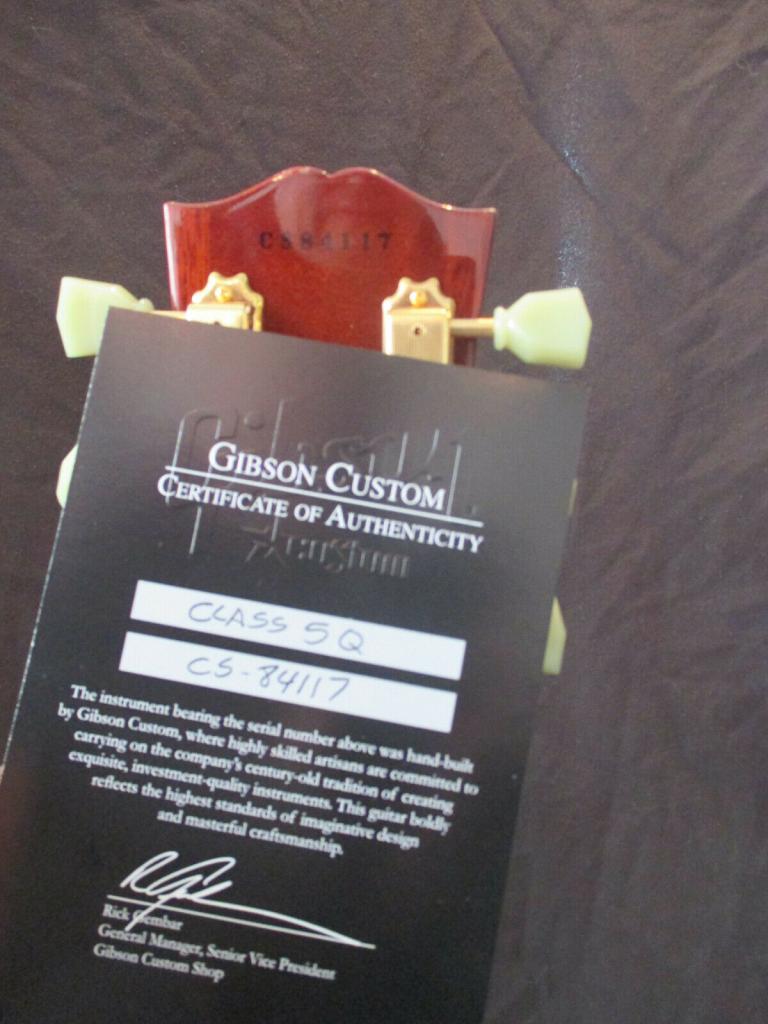 CS84117
Gibson
Custom
GIBSON CUSTOM
CERTIFICATE OF AUTHENTICITY
CLASS 5Q
CS-84117
The instrument bearing the serial number above was hand-built
by Gibson Custom, where highly skilled artisans are committed to
carrying on the company's century-old tradition of creating
exquisite, investment-quality instruments. This guitar boldly
reflects the highest standards of imaginative design
and masterful craftsmanship.
Rick Gembar
General Manager, Senior Vice President
Gibson Custom Shop